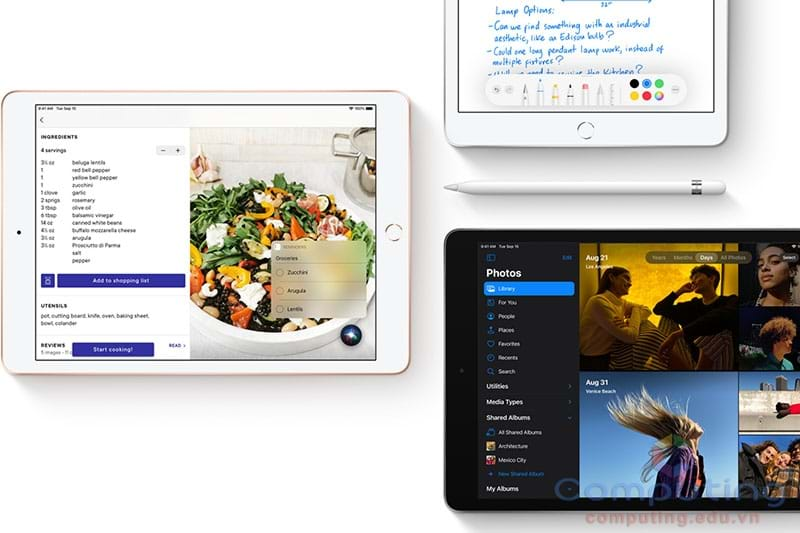 9:41 AM Tue Sep 15
100%
INGREDIENTS
4 servings
3½ oz beluga lentils
1 red bell pepper
1 yellow bell pepper
1 zucchini
1 clove garlic
2 sprigs rosemary
3⅓ tbsp olive oil
6 tbsp balsamic vinegar
14 oz canned white beans
4½ buffalo mozzarella cheese
3½ arugula
3½ Prosciutto di Parma
salt
pepper
Add to shopping list
UTENSILS
pot, cutting board, knife, oven, baking sheet,
bowl, colander
REVIEWS
READ >
5 images
Start cooking!
REMINDERS
Groceries
Zucchini
Arugula
Lentils
32"
Lamp Options:
-Can we find something with an industrial
aesthetic, like an Edison bulb?
-Could one long pendant lamp work, instead of
multiple fixtures?
the kitchen?
9:41 AM Tue Sep 15
Edit
Photos
Library
For You
People
Places
Favorites
Recents
Search
Utilities
Media Types
Shared Albums
All Shared Albums
Architecture
Mexico City
+ New Shared Album
My Albums
Aug 21
Los Angeles
Years Months Days All Photos
Select
Aug 31
Venice Beach
Computing
computing.edu.vn